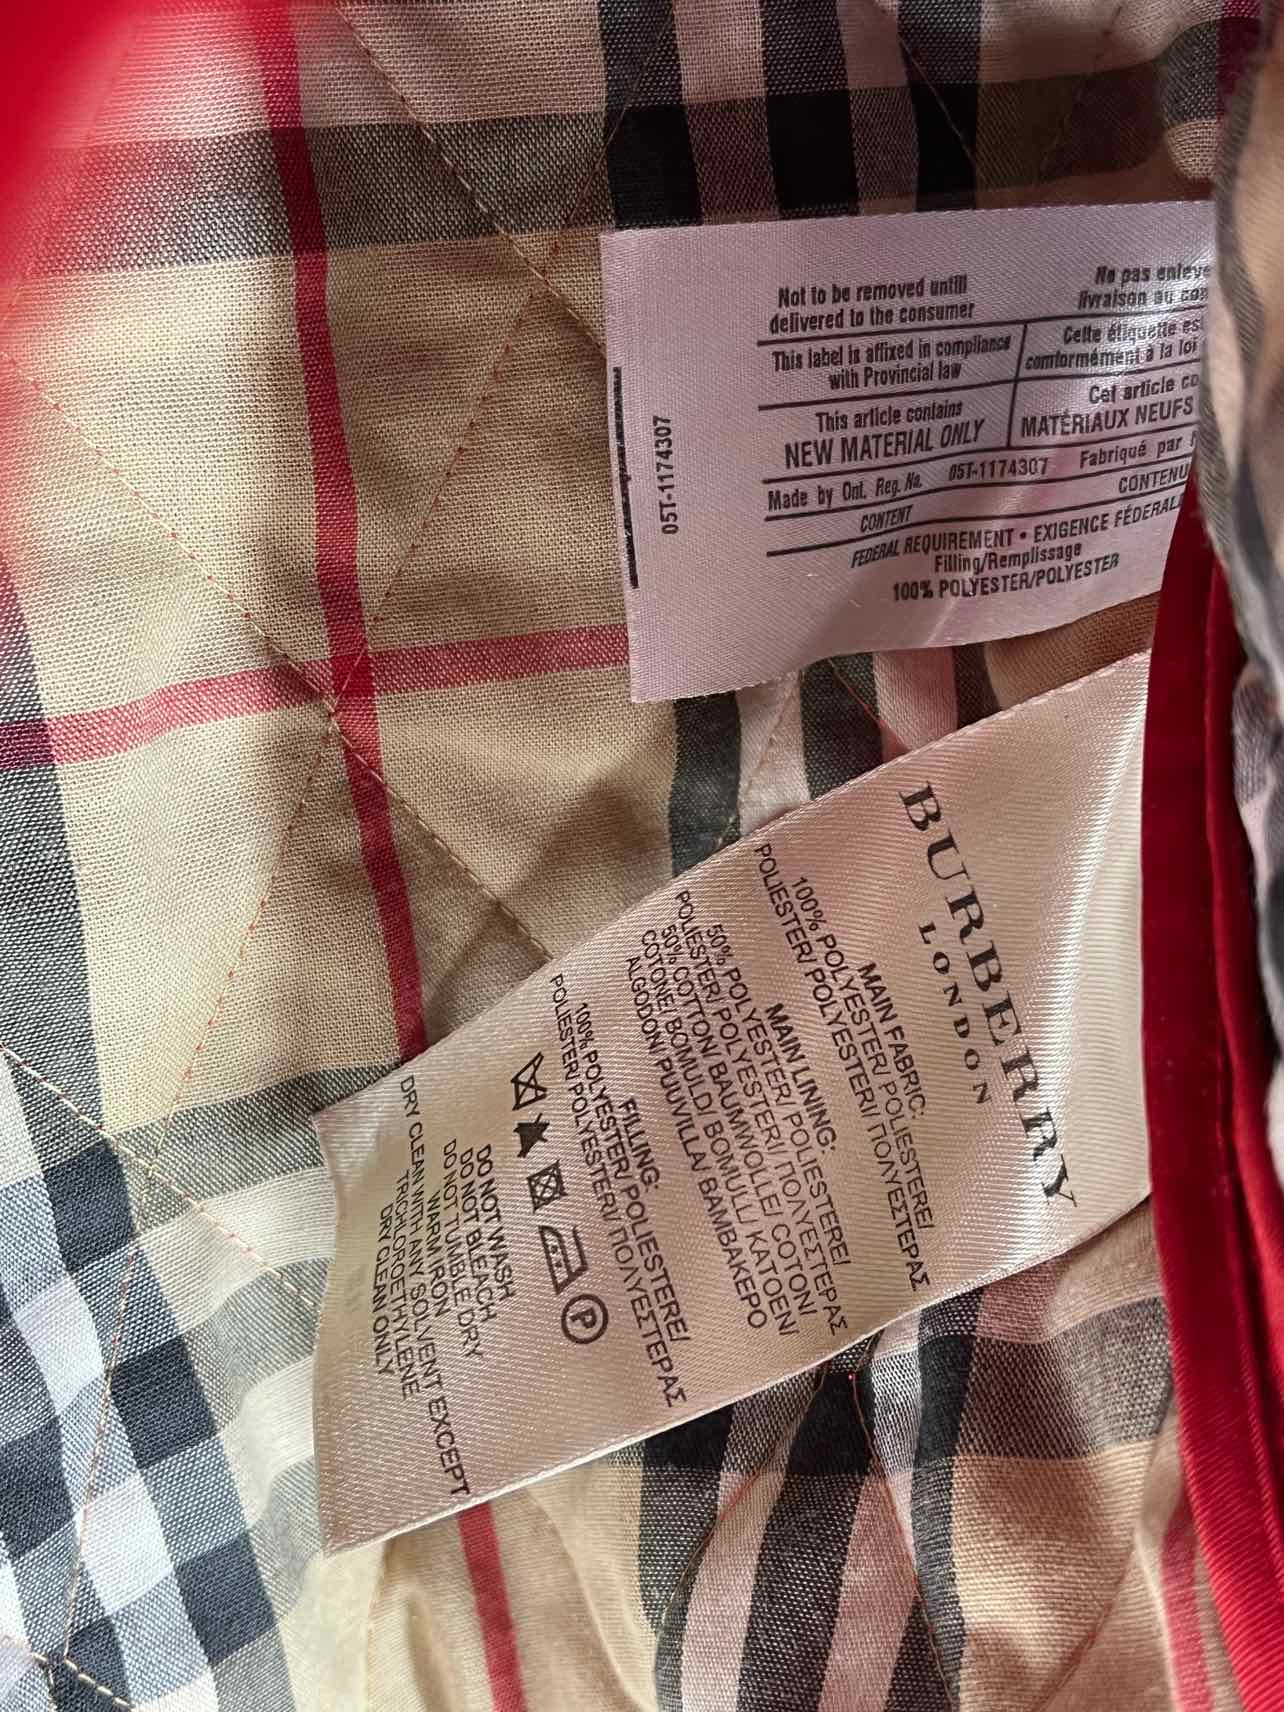 Not to be removed untill
delivered to the consumer
Ne pas enleve
livraison au con
This label is affixed in compliance
with Provincial law
Cette étiquette es
comformément à la loi
This article contains
NEW MATERIAL ONLY
Cet article co
MATÉRIAUX NEUFS
Made by Ont. Reg. No. 05T-1174307 Fabriqué par
CONTENT CONTENU
FEDERAL REQUIREMENT • EXIGENCE FÉDÉRAL
Filling/Remplissage
100% POLYESTER/POLYESTER
05T-1174307
BURBERRY
LONDON
MAIN FABRIC:
100% POLYESTER/ POLIESTERE/
POLIESTER/ POLYESTERI/ ΠΟΛΥΕΣΤΕΡΑΣ
MAIN LINING:
50% POLYESTER/ POLIESTERE/
POLIESTER/ POLYESTERI/ ΠΟΛΥΕΣΤΕΡΑΣ
50% COTTON/ BAUMWOLLE/ COTON/
COTONE/ BOMULD/ BOMULL/ KATOEN/
ALGODON PUUVILLA/ BAMBAKEPO
FILLING:
100% POLYESTER/ POLIESTERE/
POLIESTER/ POLYESTERI/ ΠΟΛΥΕΣΤΕΡΑΣ
P
DO NOT WASH
DO NOT BLEACH
DO NOT TUMBLE DRY
WARM IRON
DRY CLEAN WITH ANY SOLVENT EXCEPT
TRICHLOROETHYLENE
DRY CLEAN ONLY